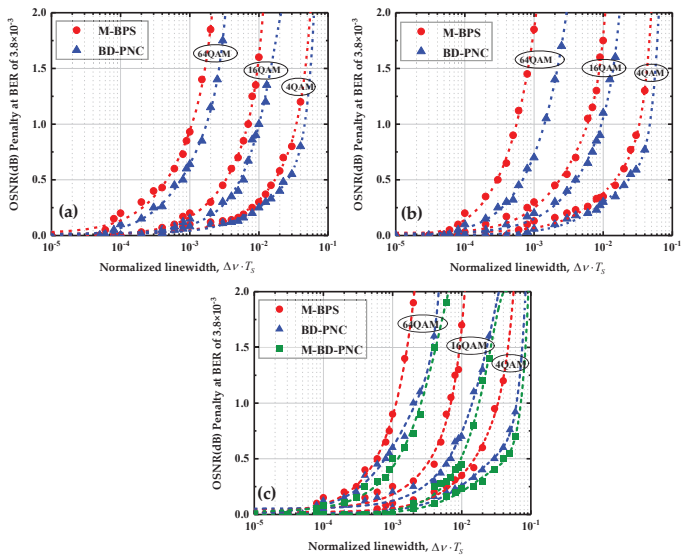 2.0
1.5
1.0
0.5
0.0
OSNR(dB) Penalty at BER of 3.8×10⁻³
M-BPS
BD-PNC
64QAM
16QAM
4QAM
(a)
10⁻⁵ 10⁻⁴ 10⁻³ 10⁻² 10⁻¹
Normalized linewidth, Δν·T_S
2.0
1.5
1.0
0.5
0.0
OSNR(dB) Penalty at BER of 3.8×10⁻³
M-BPS
BD-PNC
64QAM
16QAM
4QAM
(b)
10⁻⁵ 10⁻⁴ 10⁻³ 10⁻² 10⁻¹
Normalized linewidth, Δν·T_S
2.0
1.5
1.0
0.5
0.0
OSNR(dB) Penalty at BER of 3.8×10⁻³
M-BPS
BD-PNC
M-BD-PNC
64QAM
16QAM
4QAM
(c)
10⁻⁵ 10⁻⁴ 10⁻³ 10⁻² 10⁻¹
Normalized linewidth, Δν·T_S